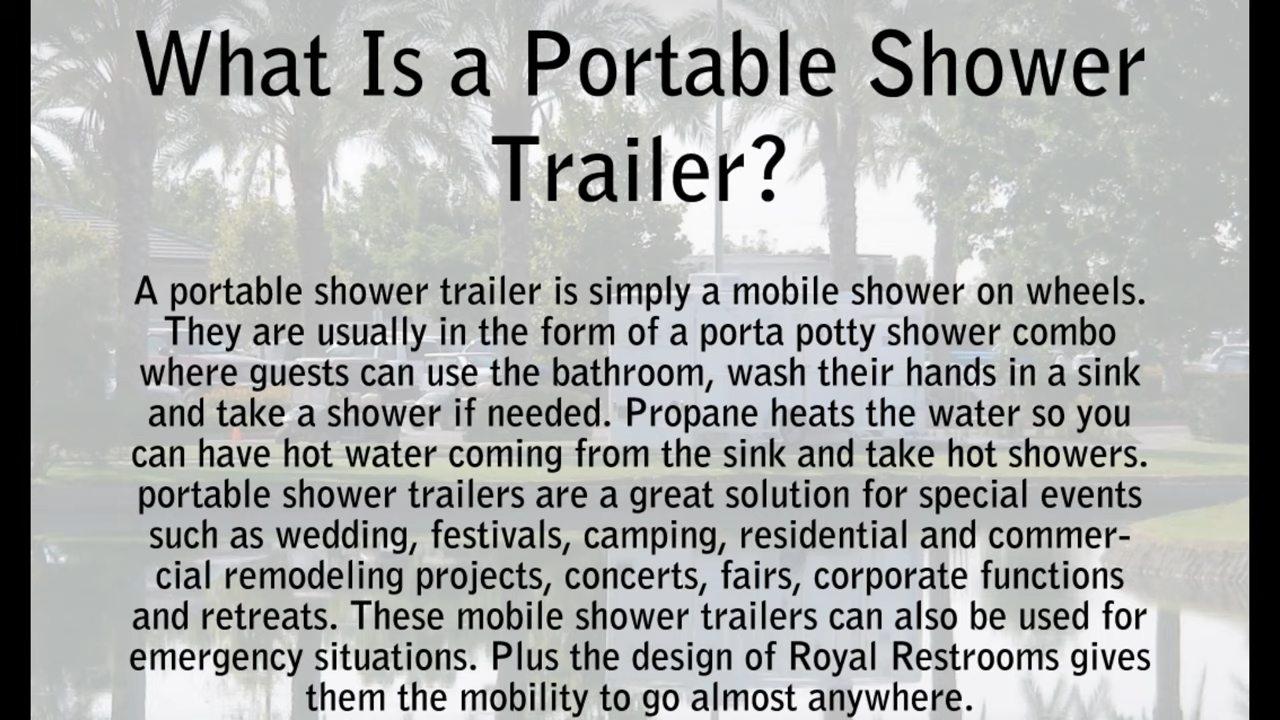 What Is a Portable Shower
Trailer?
A portable shower trailer is simply a mobile shower on wheels.
They are usually in the form of a porta potty shower combo
where guests can use the bathroom, wash their hands in a sink
and take a shower if needed. Propane heats the water so you
can have hot water coming from the sink and take hot showers.
portable shower trailers are a great solution for special events
such as wedding, festivals, camping, residential and commer-
cial remodeling projects, concerts, fairs, corporate functions
and retreats. These mobile shower trailers can also be used for
emergency situations. Plus the design of Royal Restrooms gives
them the mobility to go almost anywhere.